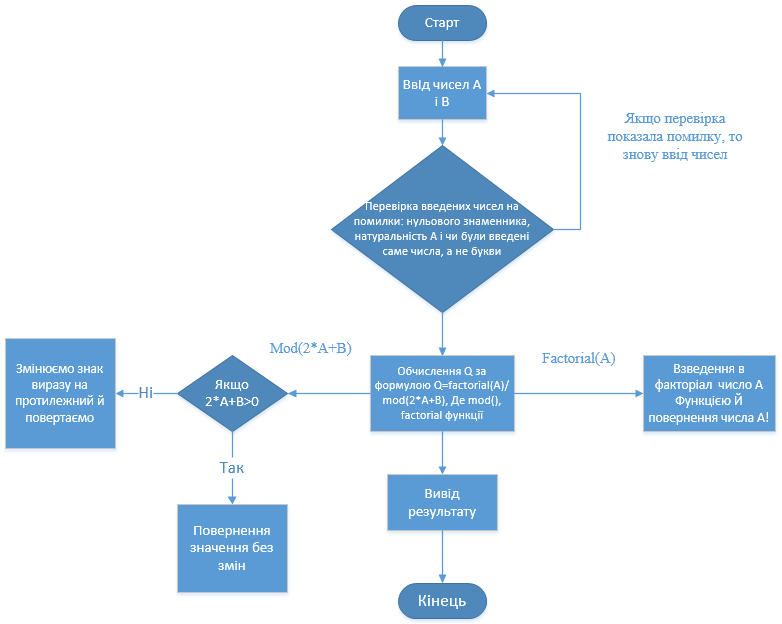 Старт
Ввід чисел А
і В
Якщо перевірка
показала помилку, то
знову ввід чисел
Перевірка введених чисел на
помилки: нульового знаменника,
натуральність А і чи були введені
саме числа, а не букви
Mod(2*A+B)
Factorial(A)
Змінюємо знак
виразу на
протилежний й
повертаємо
Ні
Якщо
2*A+B>0
Обчислення Q за
формулою Q=factorial(A)/
mod(2*A+B), Де mod(),
factorial функції
Взведення в
факторіал число А
Функцією Й
повернення числа А!
Так
Вивід
результату
Повернення
значення без
змін
Кінець